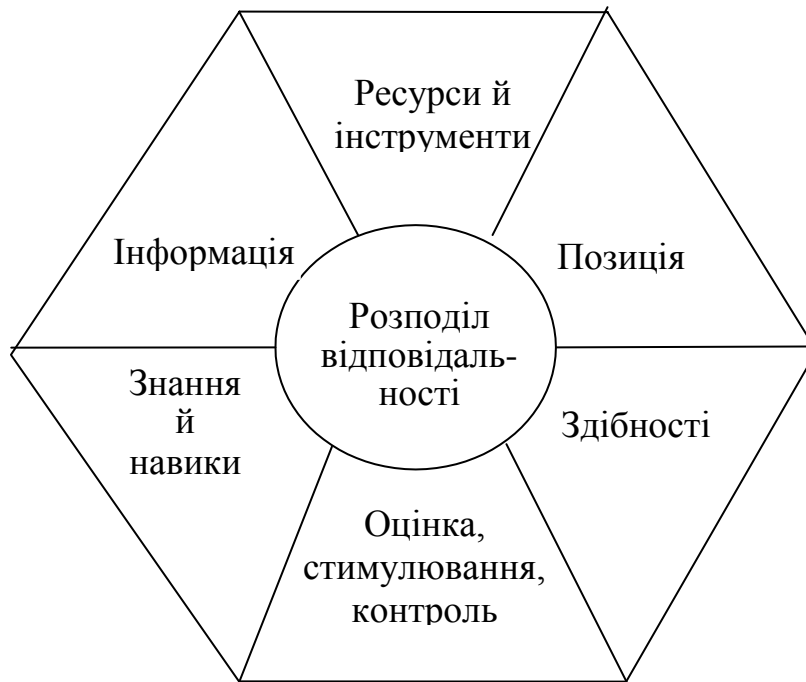 Ресурси й
інструменти
Інформація
Позиція
Розподіл
відповідаль-
ності
Знання
й
навики
Здібності
Оцінка,
стимулювання,
контроль